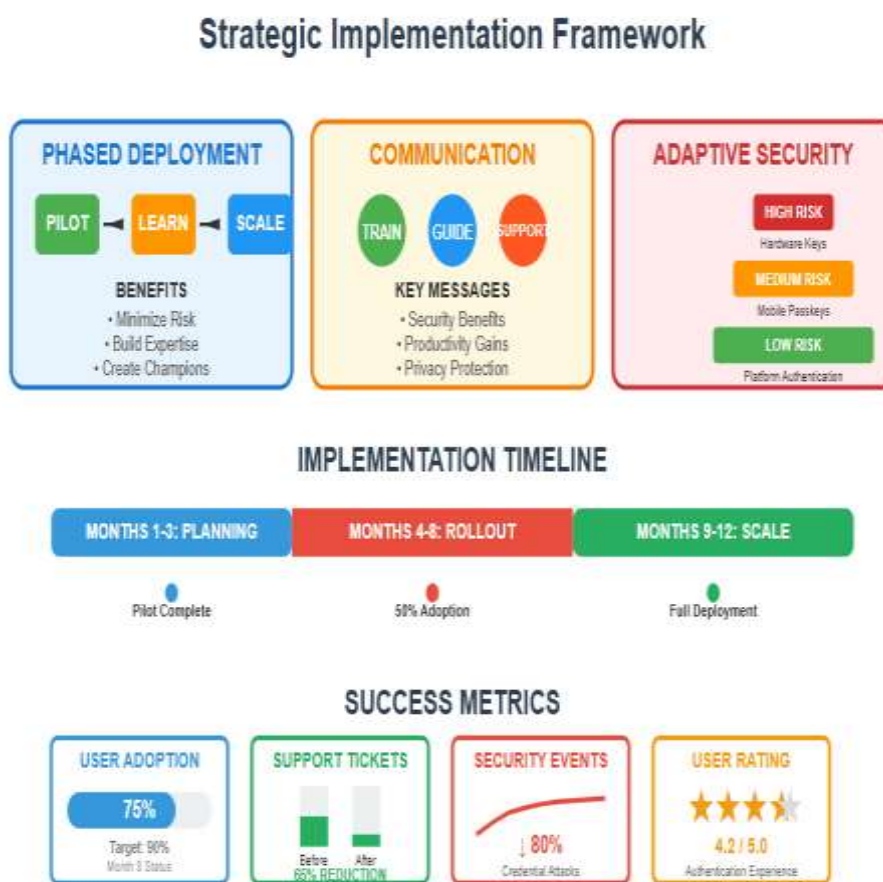 Strategic Implementation Framework
PHASED DEPLOYMENT
PILOT LEARN SCALE
BENEFITS
• Minimize Risk
• Build Expertise
• Create Champions
COMMUNICATION
TRAIN GUIDE SUPPORT
KEY MESSAGES
• Security Benefits
• Productivity Gains
• Privacy Protection
ADAPTIVE SECURITY
HIGH RISK
Hardware Keys
MEDIUM RISK
Mobile Passkeys
LOW RISK
Platform Authentication
IMPLEMENTATION TIMELINE
MONTHS 1-3: PLANNING MONTHS 4-8: ROLLOUT MONTHS 9-12: SCALE
Pilot Complete 50% Adoption Full Deployment
SUCCESS METRICS
USER ADOPTION
75%
Target: 90%
Month Status
SUPPORT TICKETS
Before After
65% REDUCTION
SECURITY EVENTS
↓ 80%
Credential Attacks
USER RATING
4.2 / 5.0
Authentication Experience